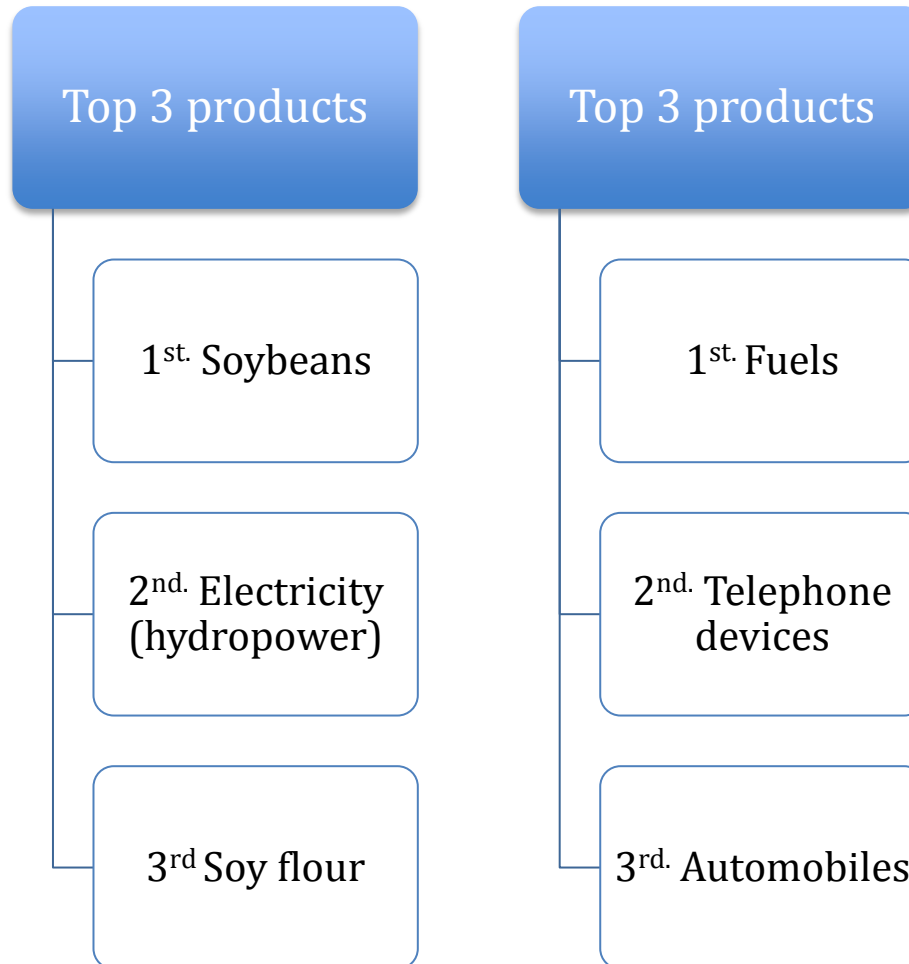 Top 3 products
1st. Soybeans
2nd. Electricity
(hydropower)
3rd Soy flour
Top 3 products
1st. Fuels
2nd. Telephone
devices
3rd. Automobiles